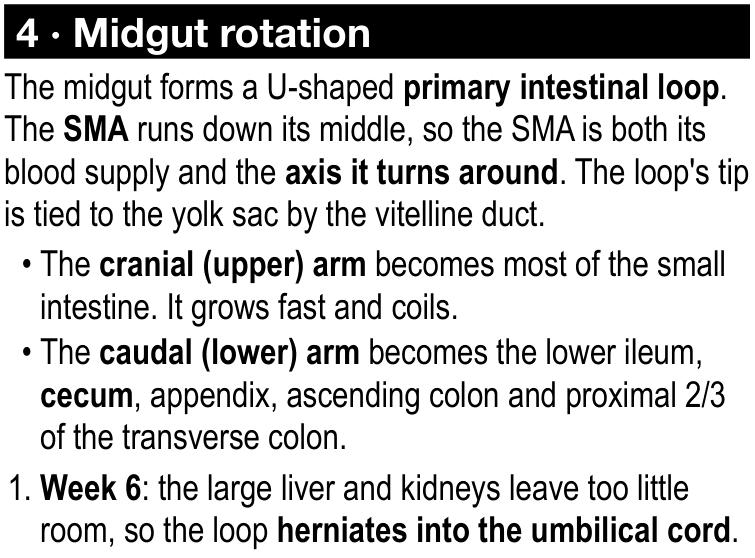 4 · Midgut rotation
The midgut forms a U-shaped primary intestinal loop.
The SMA runs down its middle, so the SMA is both its
blood supply and the axis it turns around. The loop's tip
is tied to the yolk sac by the vitelline duct.
• The cranial (upper) arm becomes most of the small
intestine. It grows fast and coils.
• The caudal (lower) arm becomes the lower ileum,
cecum, appendix, ascending colon and proximal 2/3
of the transverse colon.
1. Week 6: the large liver and kidneys leave too little
room, so the loop herniates into the umbilical cord.